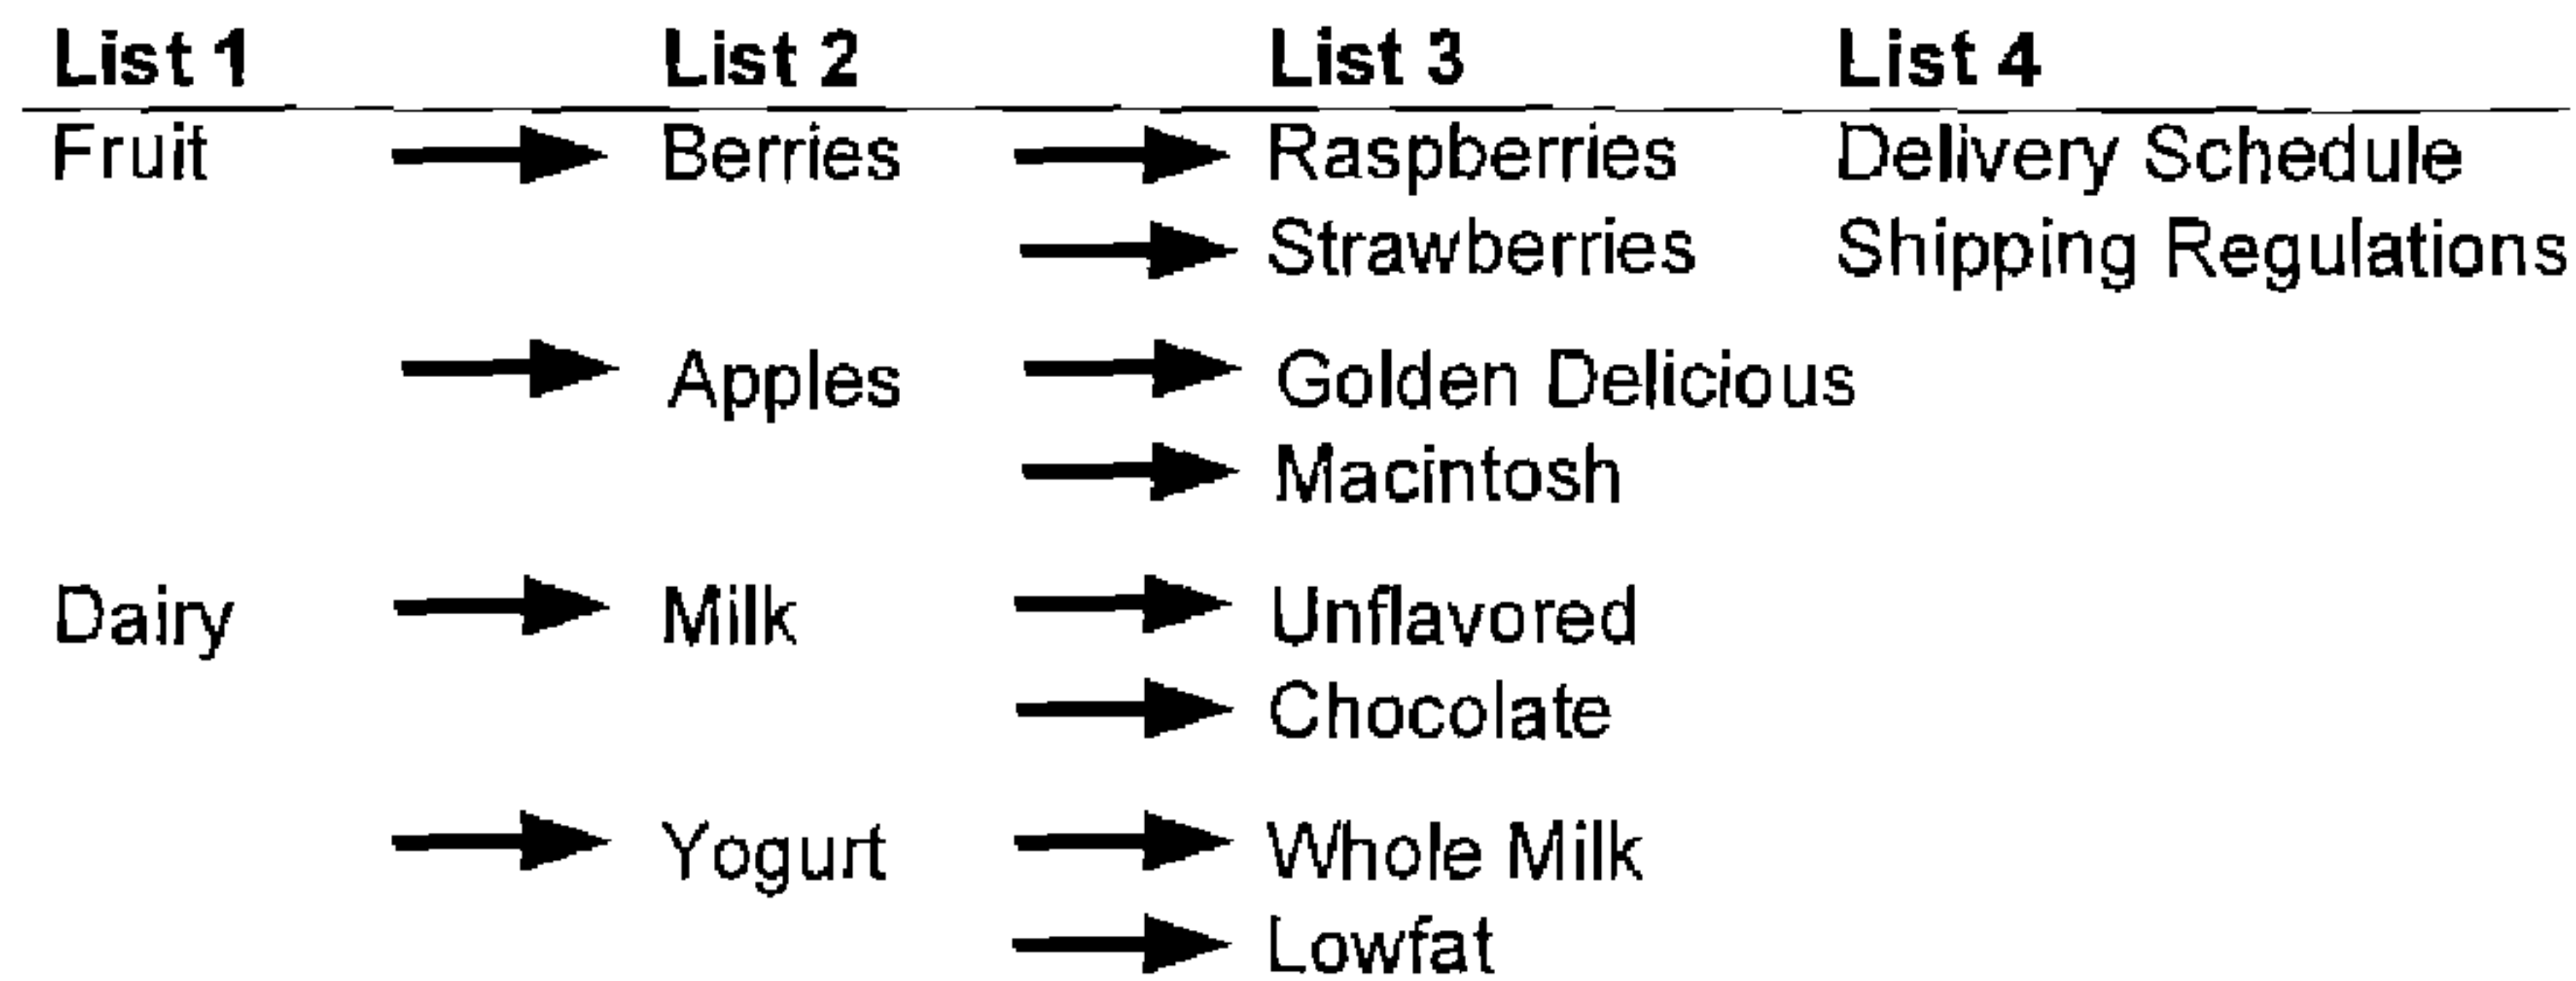 List 1 List 2 List 3 List 4
Fruit Berries Raspberries Delivery Schedule
Strawberries Shipping Regulations
Apples Golden Delicious
Macintosh
Dairy Milk Unflavored
Chocolate
Yogurt Whole Milk
Lowfat